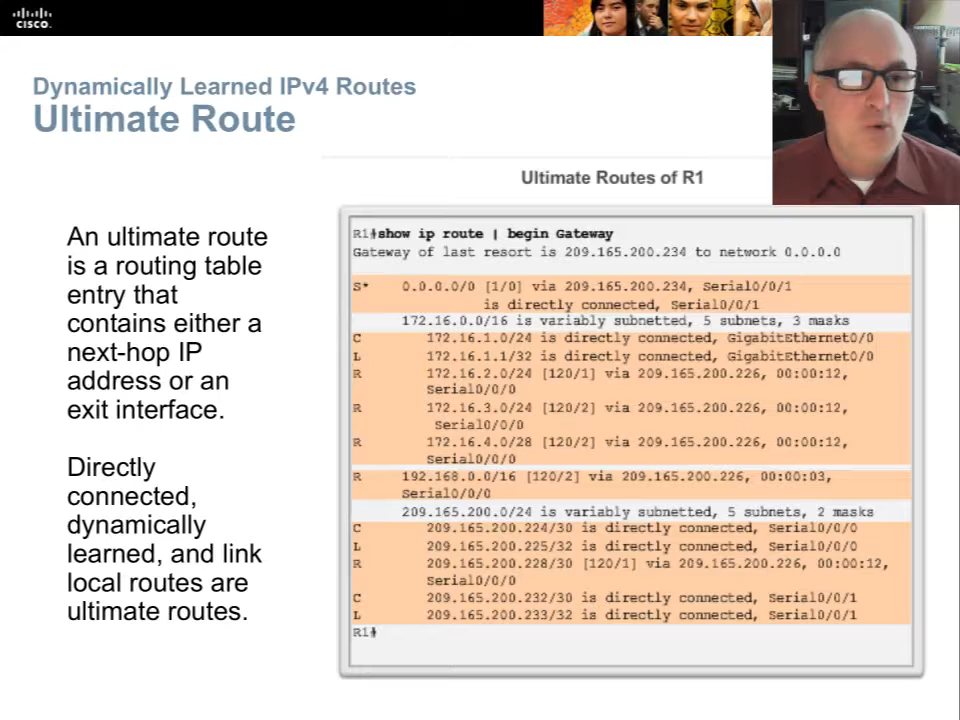 CISCO
Dynamically Learned IPv4 Routes
Ultimate Route
Ultimate Routes of R1
An ultimate route
is a routing table
entry that
contains either a
next-hop IP
address or an
exit interface.
Directly
connected,
dynamically
learned, and link
local routes are
ultimate routes.
R1#show ip route | begin Gateway
Gateway of last resort is 209.165.200.234 to network 0.0.0.0
S* 0.0.0.0/0 [1/0] via 209.165.200.234, Serial0/0/1
is directly connected, Serial0/0/1
172.16.0.0/16 is variably subnetted, 5 subnets, 3 masks
C 172.16.1.0/24 is directly connected, GigabitEthernet0/0
L 172.16.1.1/32 is directly connected, GigabitEthernet0/0
R 172.16.2.0/24 [120/1] via 209.165.200.226, 00:00:12,
Serial0/0/0
R 172.16.3.0/24 [120/2] via 209.165.200.226, 00:00:12,
Serial0/0/0
R 172.16.4.0/28 [120/2] via 209.165.200.226, 00:00:12,
Serial0/0/0
R 192.168.0.0/16 [120/2] via 209.165.200.226, 00:00:03,
Serial0/0/0
209.165.200.0/24 is variably subnetted, 5 subnets, 2 masks
C 209.165.200.224/30 is directly connected, Serial0/0/0
L 209.165.200.225/32 is directly connected, Serial0/0/0
R 209.165.200.228/30 [120/1] via 209.165.200.226, 00:00:12,
Serial0/0/0
C 209.165.200.232/30 is directly connected, Serial0/0/1
L 209.165.200.233/32 is directly connected, Serial0/0/1
R1#